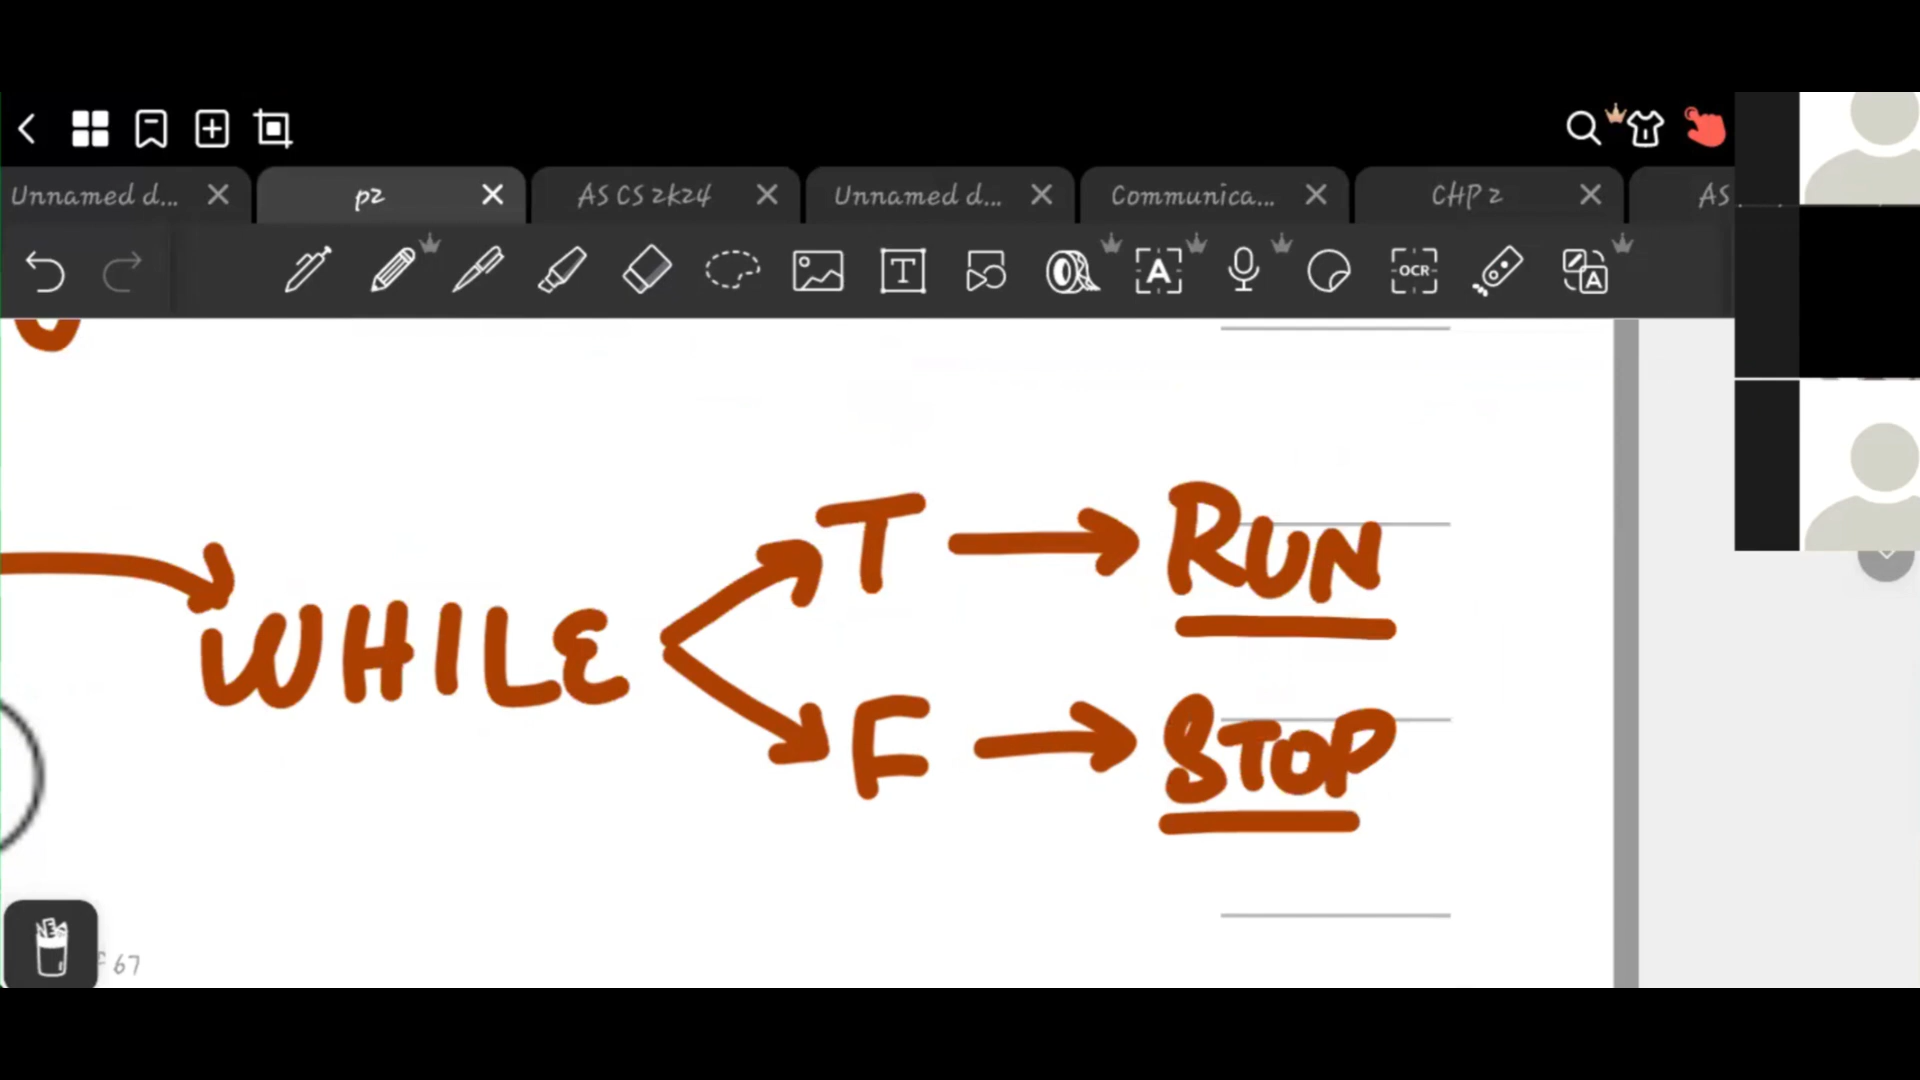 Unnamed d... p2 AS CS 2k24 Unnamed d... Communica... CHP 2 AS
T A OCR A
T → RUN
WHILE
F → STOP
67